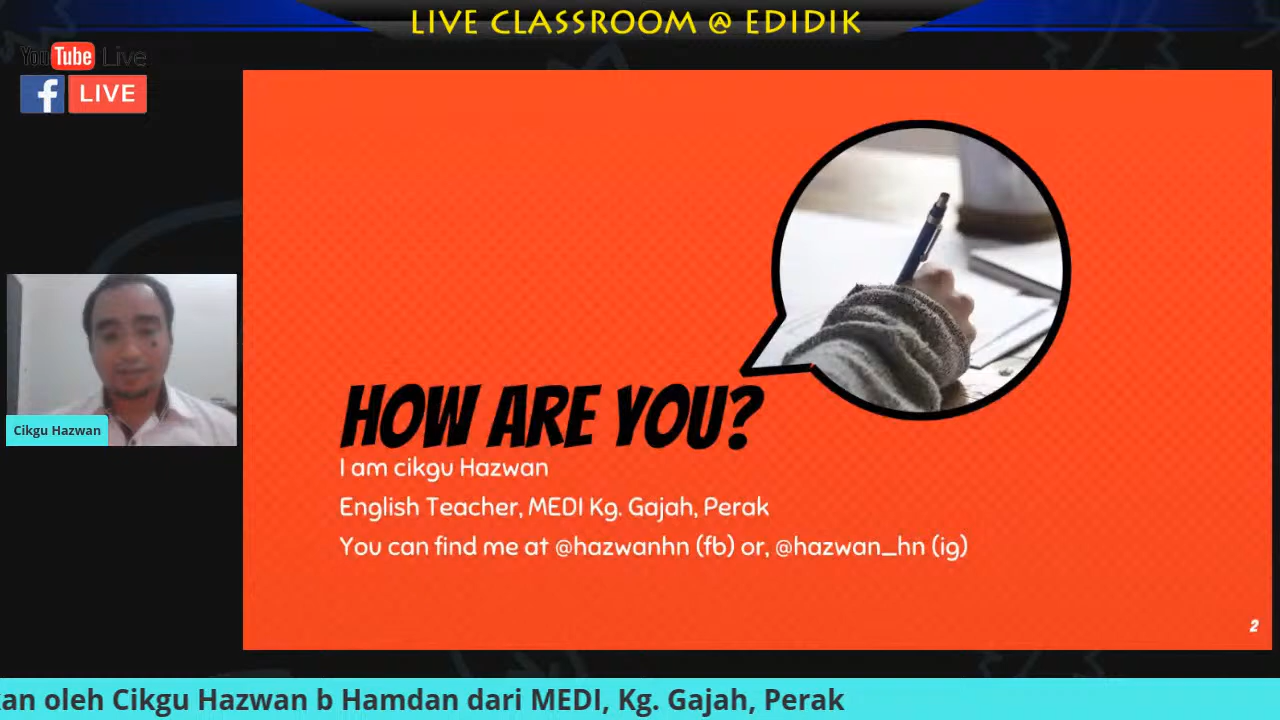 LIVE CLASSROOM @ EDIDIK
YouTube Live
f LIVE
HOW ARE YOU?
I am cikgu Hazwan
English Teacher, MEDI Kg. Gajah, Perak
You can find me at @hazwanhn (fb) or, @hazwan_hn (ig)
Cikgu Hazwan
2
kan oleh Cikgu Hazwan b Hamdan dari MEDI, Kg. Gajah, Perak